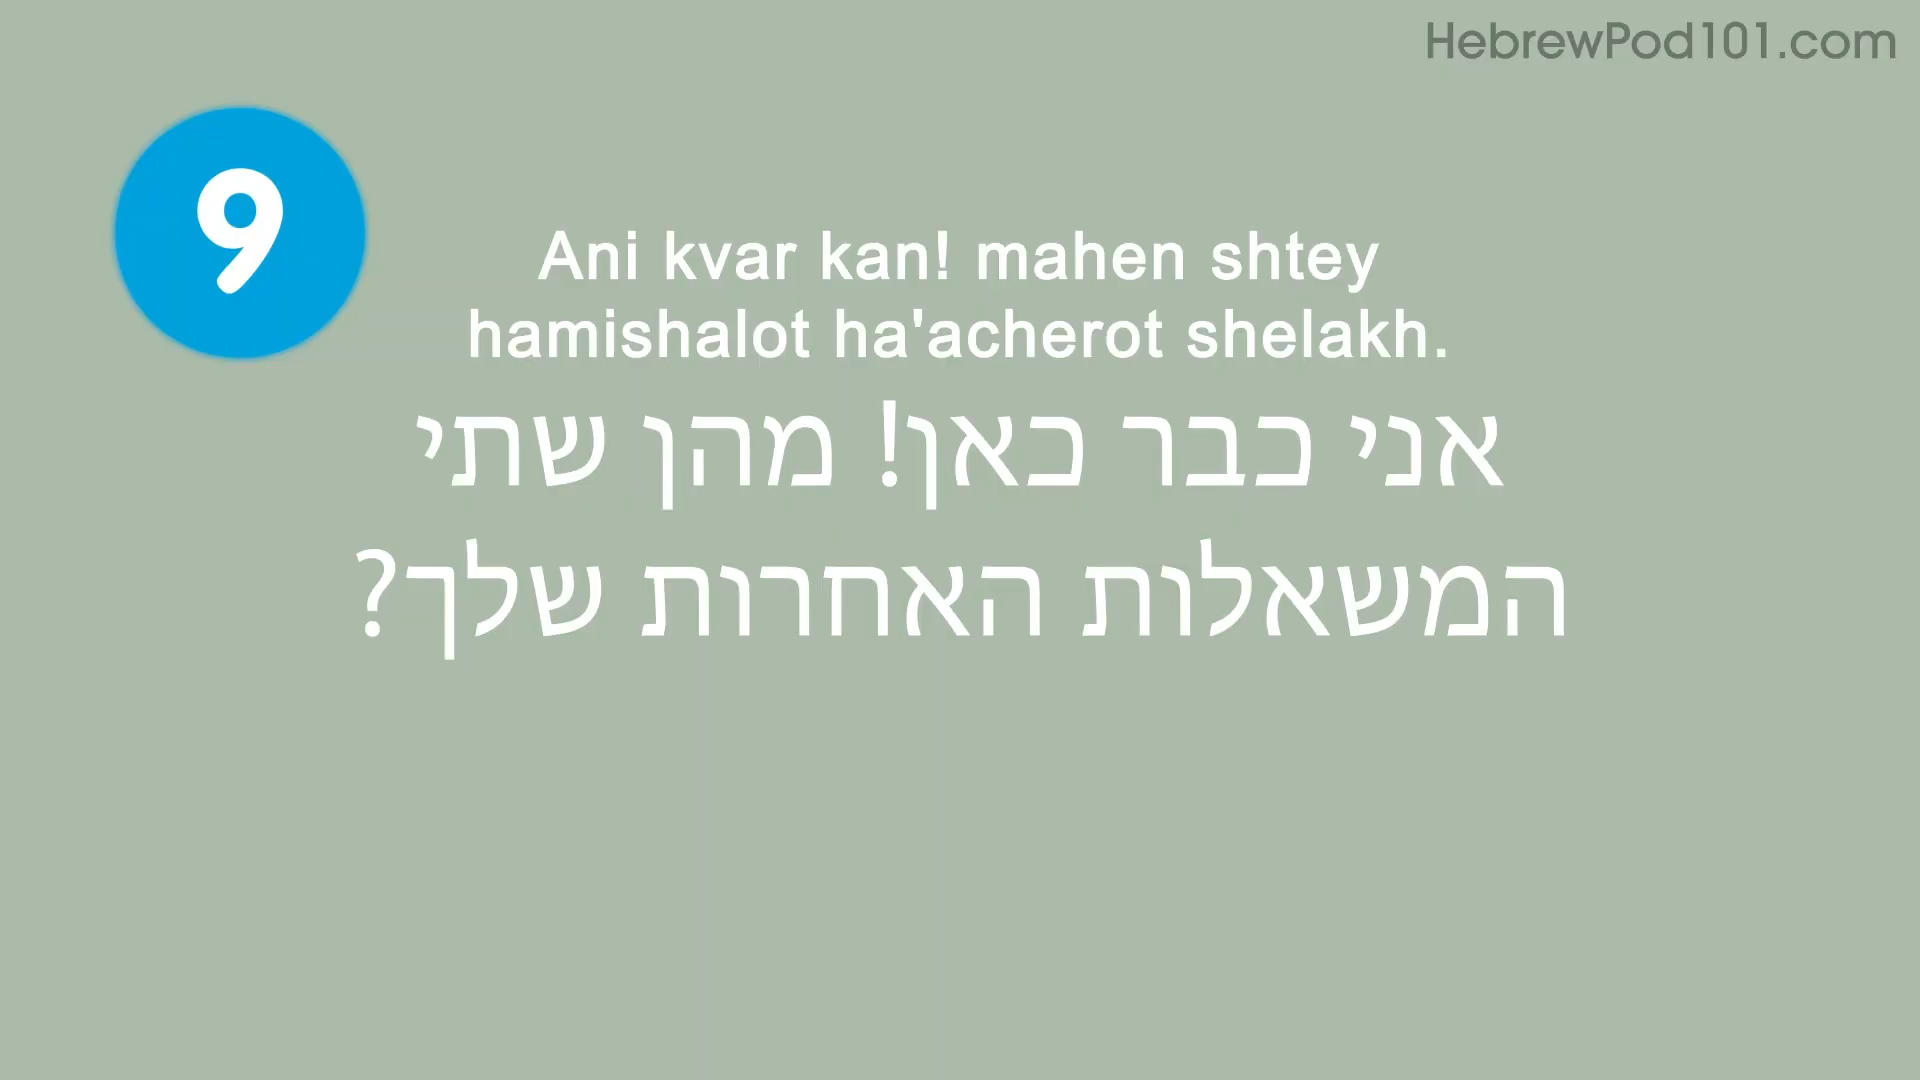 HebrewPod101.com
9
Ani kvar kan! mahen shtey
hamishalot ha'acherot shelakh.
אני כבר כאן! מהן שתי
המשאלות האחרות שלך?